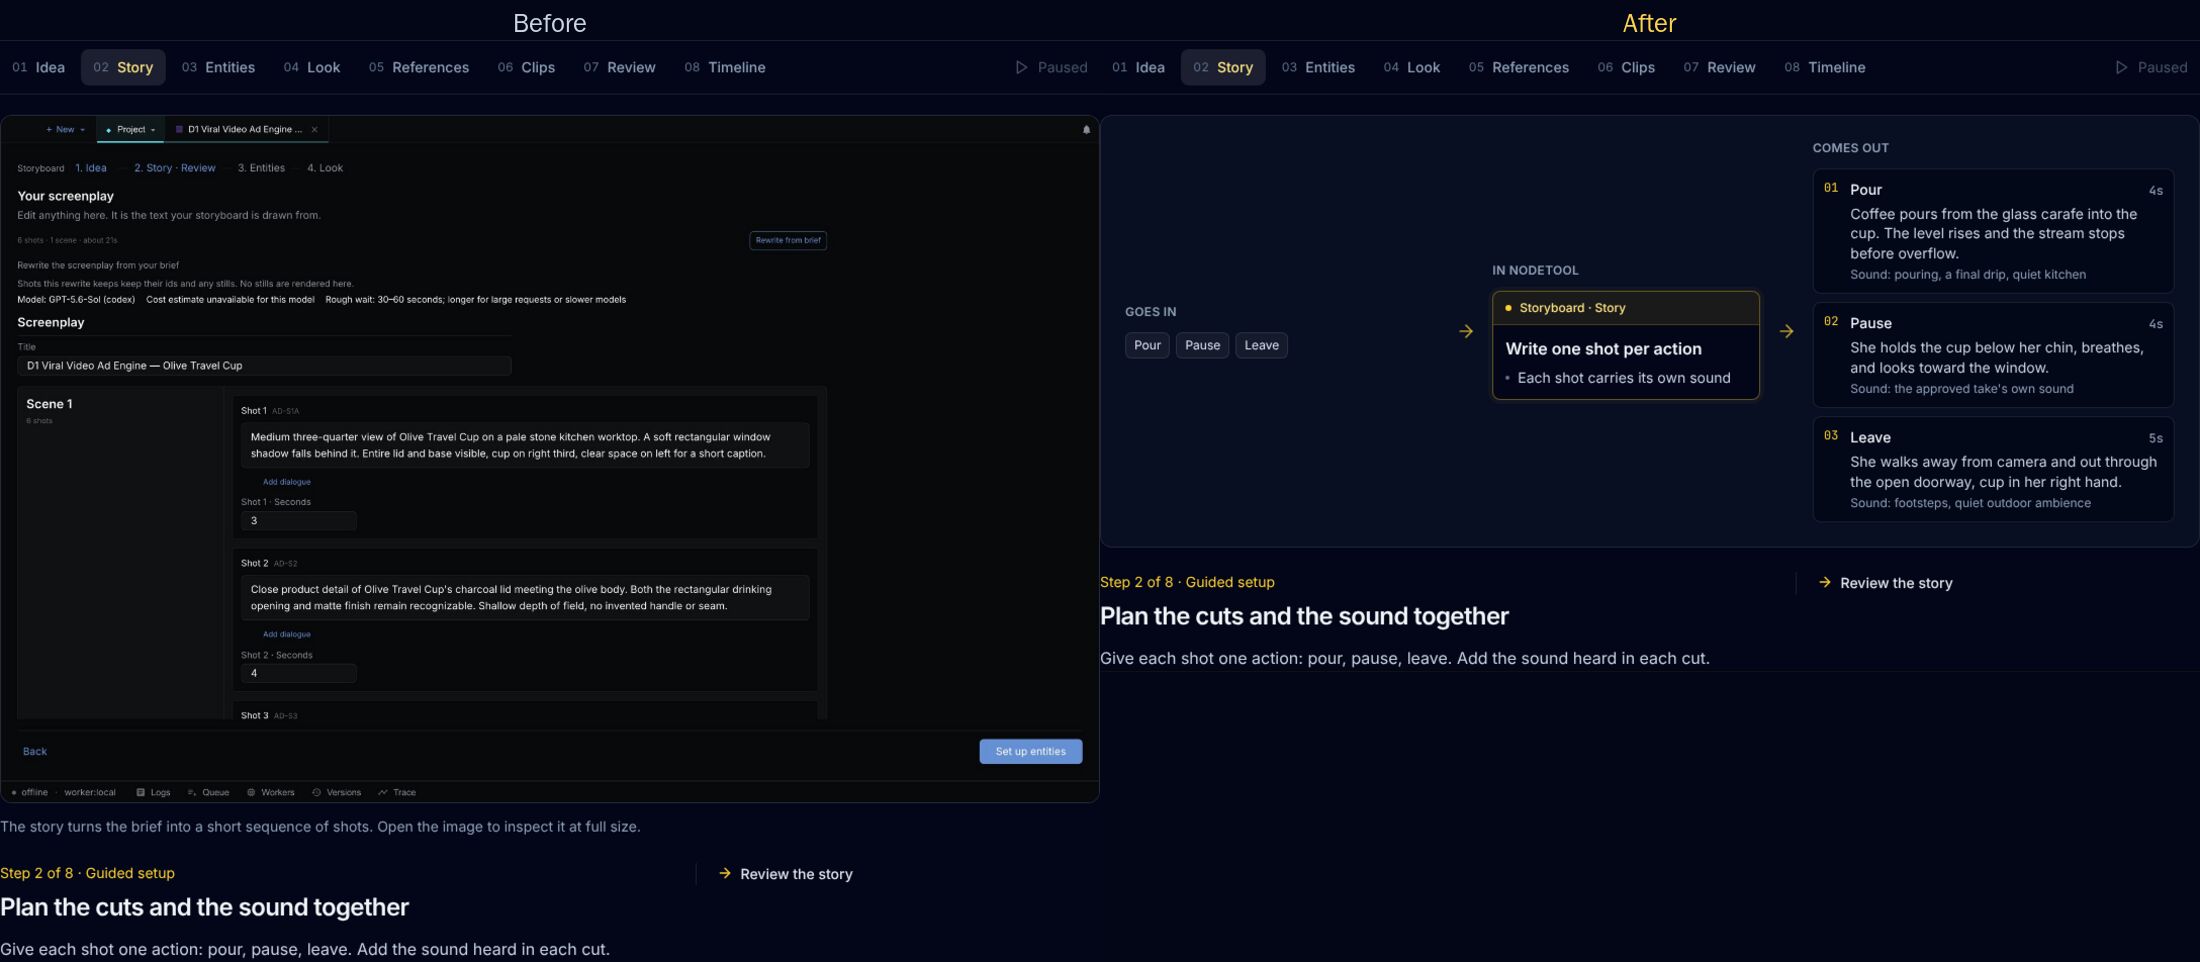 Before
01 Idea 02 Story 03 Entities 04 Look 05 References 06 Clips 07 Review 08 Timeline Paused
+ New Project D1 Viral Video Ad Engine ...
Storyboard 1. Idea 2. Story · Review 3. Entities 4. Look
Your screenplay
Edit anything here. It is the text your storyboard is drawn from.
6 shots · 1 scene · about 21s
Rewrite from brief
Rewrite the screenplay from your brief
Shots this rewrite keeps keep their ids and any stills. No stills are rendered here.
Model: GPT-5.6-Sol (codex) Cost estimate unavailable for this model Rough wait: 30–60 seconds; longer for large requests or slower models
Screenplay
Title
D1 Viral Video Ad Engine — Olive Travel Cup
Scene 1
6 shots
Shot 1 AD-S1A
Medium three-quarter view of Olive Travel Cup on a pale stone kitchen worktop. A soft rectangular window
shadow falls behind it. Entire lid and base visible, cup on right third, clear space on left for a short caption.
Add dialogue
Shot 1 · Seconds
3
Shot 2 AD-S2
Close product detail of Olive Travel Cup's charcoal lid meeting the olive body. Both the rectangular drinking
opening and matte finish remain recognizable. Shallow depth of field, no invented handle or seam.
Add dialogue
Shot 2 · Seconds
4
Shot 3 AD-S3
Back
Set up entities
offline · worker:local Logs Queue Workers Versions Trace
The story turns the brief into a short sequence of shots. Open the image to inspect it at full size.
Step 2 of 8 · Guided setup
Plan the cuts and the sound together
Give each shot one action: pour, pause, leave. Add the sound heard in each cut.
→ Review the story
After
01 Idea 02 Story 03 Entities 04 Look 05 References 06 Clips 07 Review 08 Timeline Paused
GOES IN
Pour Pause Leave
→
IN NODETOOL
Storyboard · Story
Write one shot per action
• Each shot carries its own sound
→
COMES OUT
01 Pour 4s
Coffee pours from the glass carafe into the
cup. The level rises and the stream stops
before overflow.
Sound: pouring, a final drip, quiet kitchen
02 Pause 4s
She holds the cup below her chin, breathes,
and looks toward the window.
Sound: the approved take's own sound
03 Leave 5s
She walks away from camera and out through
the open doorway, cup in her right hand.
Sound: footsteps, quiet outdoor ambience
Step 2 of 8 · Guided setup
Plan the cuts and the sound together
Give each shot one action: pour, pause, leave. Add the sound heard in each cut.
→ Review the story